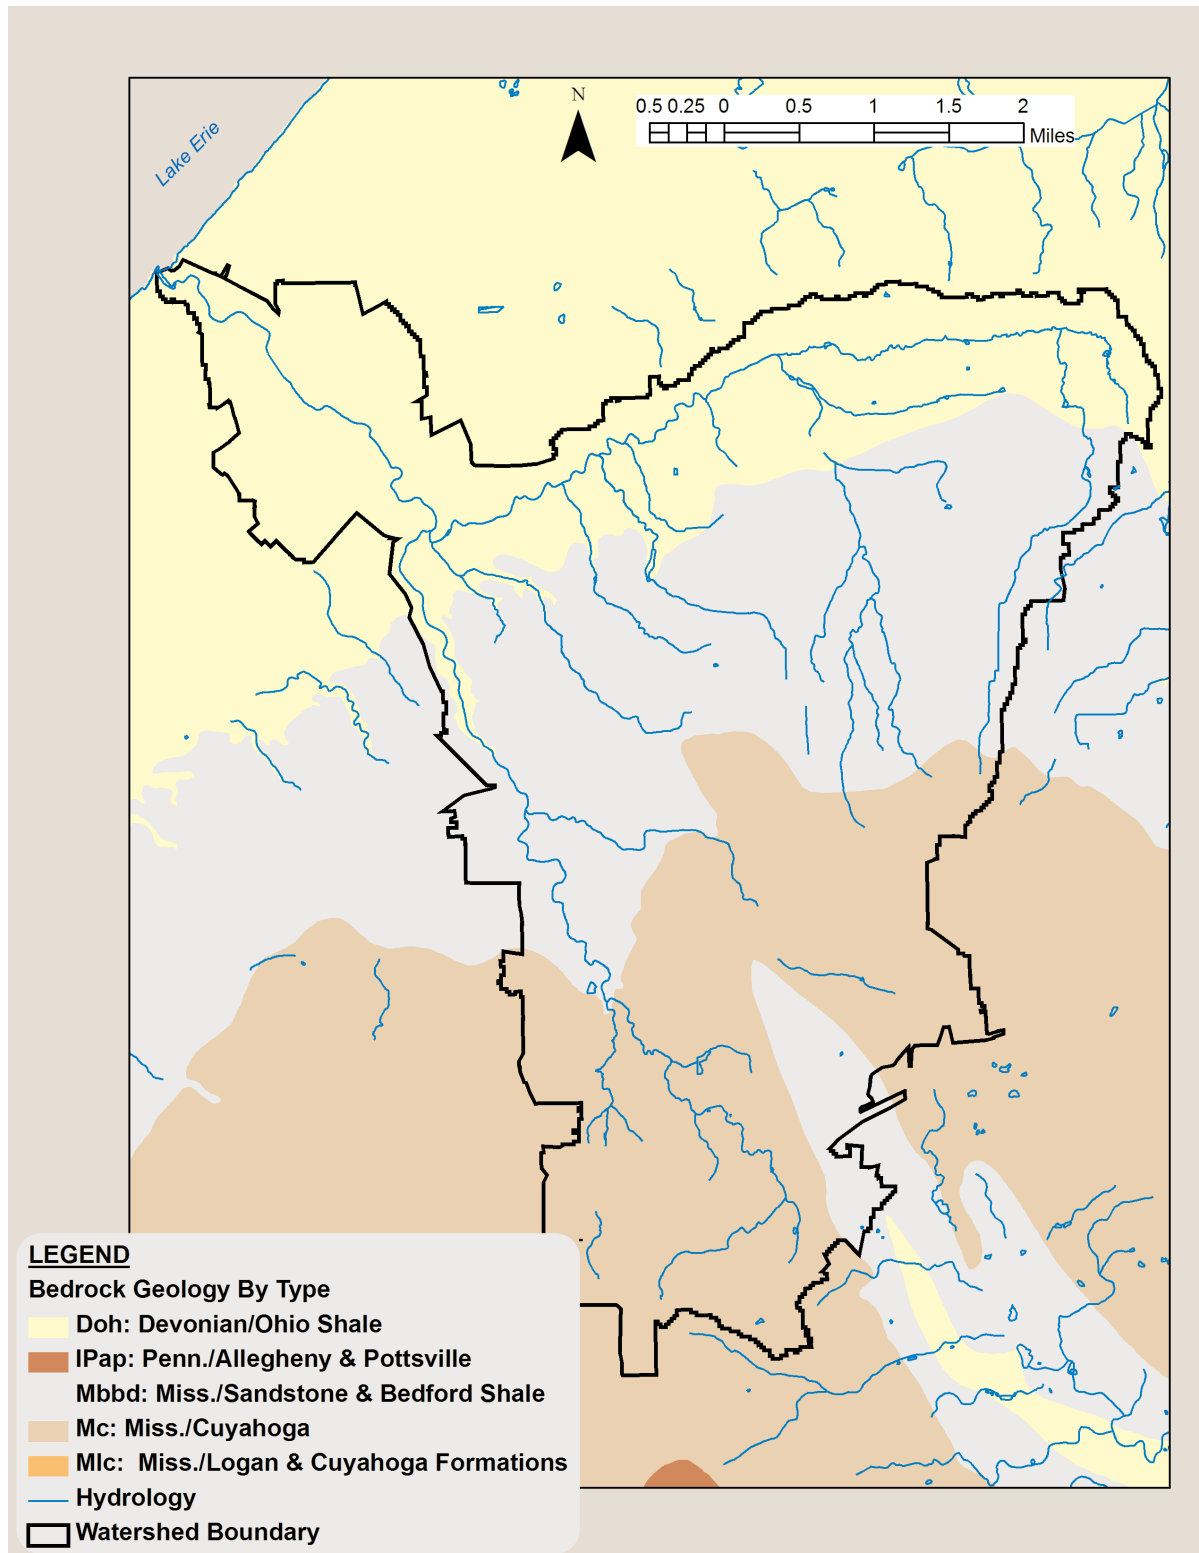 N
0.5 0.25 0 0.5 1 1.5 2
Miles
Lake Erie
LEGEND
Bedrock Geology By Type
Doh: Devonian/Ohio Shale
IPap: Penn./Allegheny & Pottsville
Mbbd: Miss./Sandstone & Bedford Shale
Mc: Miss./Cuyahoga
Mlc: Miss./Logan & Cuyahoga Formations
Hydrology
Watershed Boundary